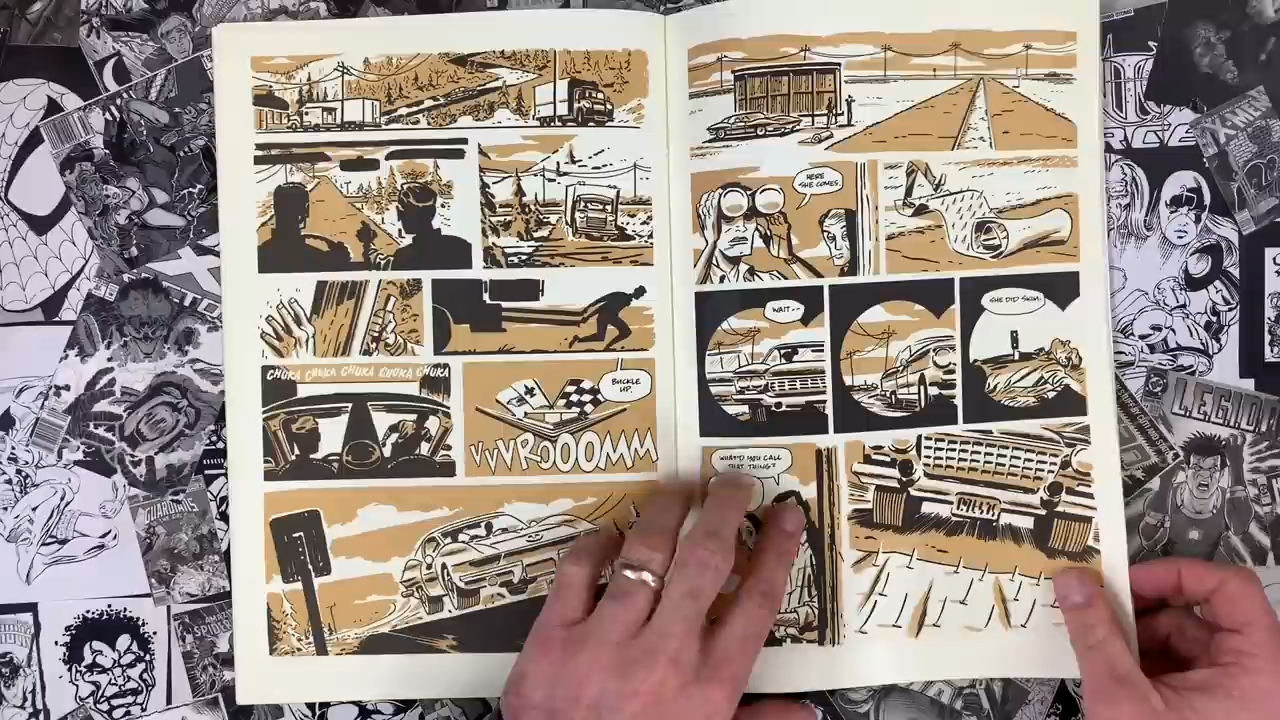 CHUKA CHUKA CHUKA CHUKA CHUKA
BUCKLE
UP.
VVVROOOMM
HERE
SHE COMES.
WAIT--
SHE DID SKIM.
WHAT'D YOU CALL
THAT THING?
X-MEN
LEGION
GUARDIANS